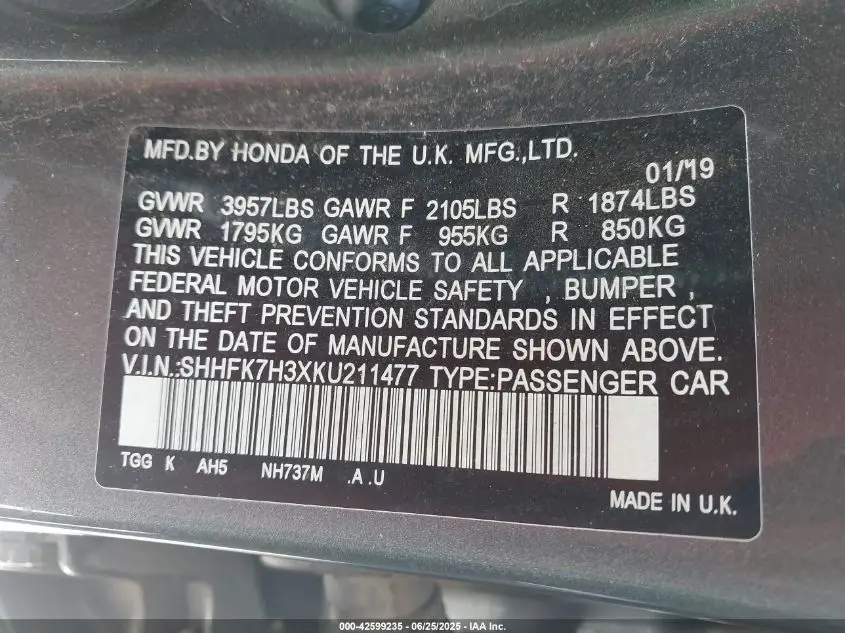 MFD.BY HONDA OF THE U.K. MFG.,LTD.
01/19
GVWR 3957LBS GAWR F 2105LBS R 1874LBS
GVWR 1795KG GAWR F 955KG R 850KG
THIS VEHICLE CONFORMS TO ALL APPLICABLE
FEDERAL MOTOR VEHICLE SAFETY , BUMPER ,
AND THEFT PREVENTION STANDARDS IN EFFECT
ON THE DATE OF MANUFACTURE SHOWN ABOVE.
V.I.N.:SHHFK7H3XKU211477 TYPE:PASSENGER CAR
TGG K AH5 NH737M .A .U
MADE IN U.K.
000-42599235 - 06/25/2025 - IAA Inc.